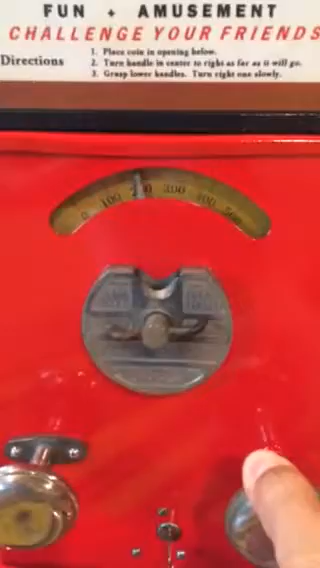 FUN + AMUSEMENT
CHALLENGE YOUR FRIENDS
Directions
1. Place coin in opening below.
2. Turn handle in center to right as far as it will go.
3. Grasp lower handles. Turn right one slowly.
0 100 300 400 500